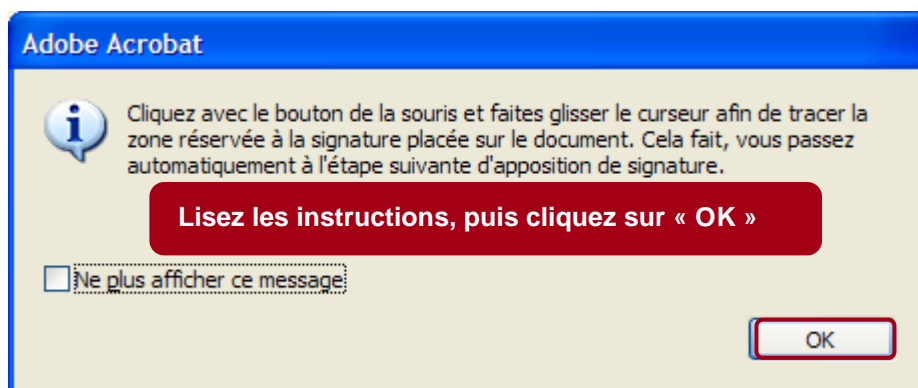 Adobe Acrobat
Cliquez avec le bouton de la souris et faites glisser le curseur afin de tracer la
zone réservée à la signature placée sur le document. Cela fait, vous passez
automatiquement à l'étape suivante d'apposition de signature.
Lisez les instructions, puis cliquez sur « OK »
Ne plus afficher ce message
OK